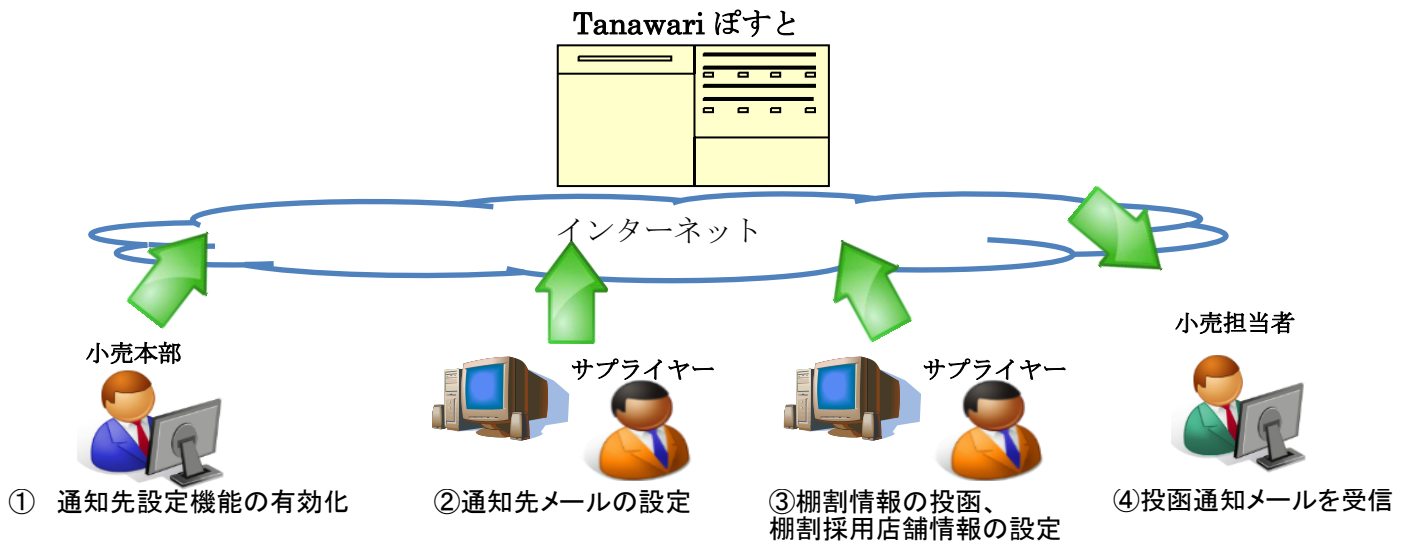 Tanawari ぽすと
インターネット
小売本部
サプライヤー
サプライヤー
小売担当者
① 通知先設定機能の有効化
②通知先メールの設定
③棚割情報の投函、
棚割採用店舗情報の設定
④投函通知メールを受信